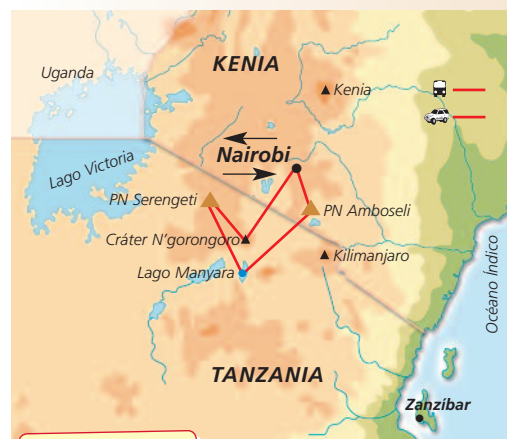 KENIA
Uganda
Kenia
Nairobi
Lago Victoria
PN Serengeti
PN Amboseli
Cráter N'gorongoro
Kilimanjaro
Lago Manyara
Océano Índico
TANZANIA
Zanzíbar